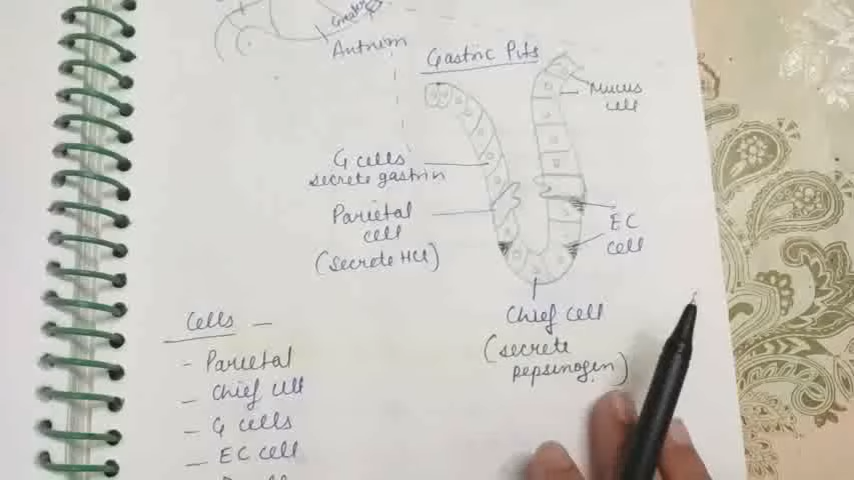 Greater
Antrum
Gastric Pits
Mucus
cell
G cells
secrete gastrin
Parietal
cell
(secrete HCl)
EC
cell
Chief cell
(secrete
pepsinogen)
Cells -
- Parietal
- Chief cell
- G cells
- EC cell